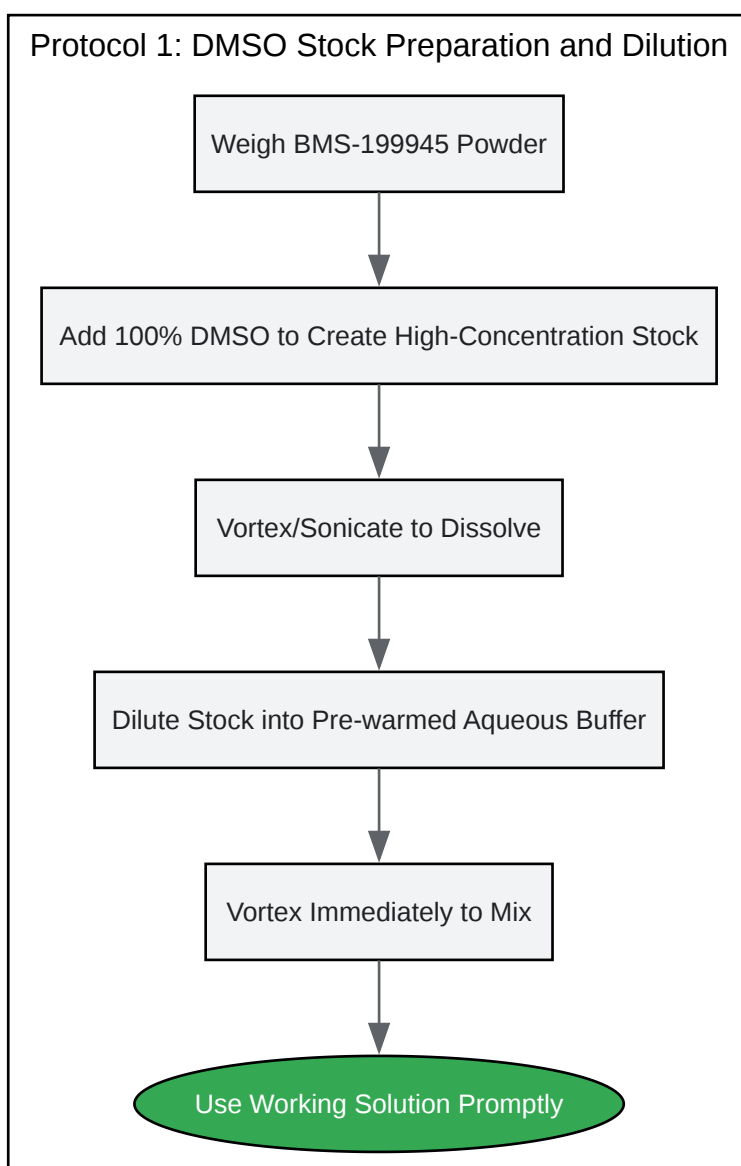 Protocol 1: DMSO Stock Preparation and Dilution
Weigh BMS-199945 Powder
Add 100% DMSO to Create High-Concentration Stock
Vortex/Sonicate to Dissolve
Dilute Stock into Pre-warmed Aqueous Buffer
Vortex Immediately to Mix
Use Working Solution Promptly